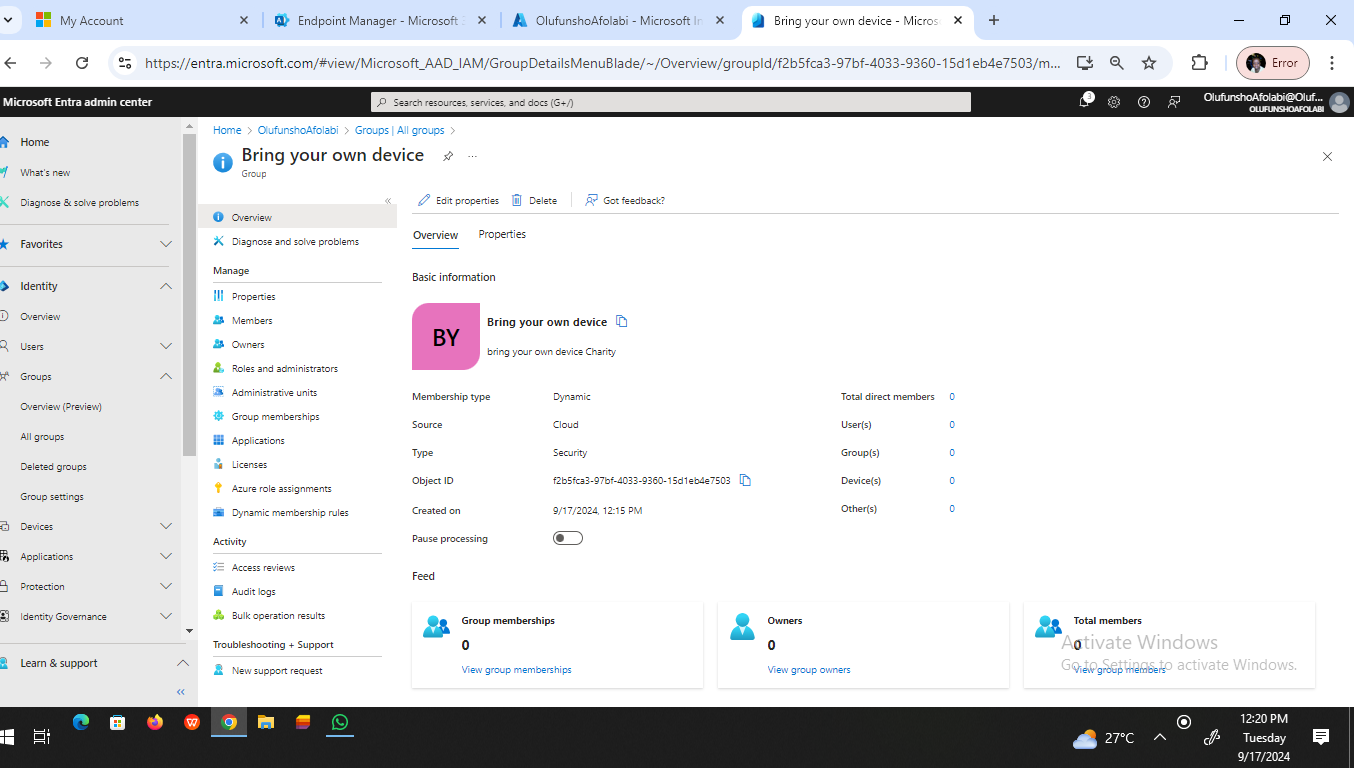 My Account
Endpoint Manager - Microsoft
OlufunshoAfolabi - Microsoft In
Bring your own device - Micros
https://entra.microsoft.com/#view/Microsoft_AAD_IAM/GroupDetailsMenuBlade/~/Overview/groupId/f2b5fca3-97bf-4033-9360-15d1eb4e7503/m...
Error
Microsoft Entra admin center
Search resources, services, and docs (G+/)
3
OlufunshoAfolabi@Oluf...
OLUFUNSHOAFOLABI
Home
What's new
Diagnose & solve problems
Favorites
Identity
Overview
Users
Groups
Overview (Preview)
All groups
Deleted groups
Group settings
Devices
Applications
Protection
Identity Governance
Learn & support
Home > OlufunshoAfolabi > Groups | All groups >
Bring your own device
...
Group
Overview
Diagnose and solve problems
Manage
Properties
Members
Owners
Roles and administrators
Administrative units
Group memberships
Applications
Licenses
Azure role assignments
Dynamic membership rules
Activity
Access reviews
Audit logs
Bulk operation results
Troubleshooting + Support
New support request
Edit properties Delete Got feedback?
Overview Properties
Basic information
BY
Bring your own device
bring your own device Charity
Membership type Dynamic Total direct members 0
Source Cloud User(s) 0
Type Security Group(s) 0
Object ID f2b5fca3-97bf-4033-9360-15d1eb4e7503 Device(s) 0
Created on 9/17/2024, 12:15 PM Other(s) 0
Pause processing
Feed
Group memberships
0
View group memberships
Owners
0
View group owners
Total members
0
View group members
Activate Windows
Go to Settings to activate Windows.
27°C
12:20 PM
Tuesday
9/17/2024